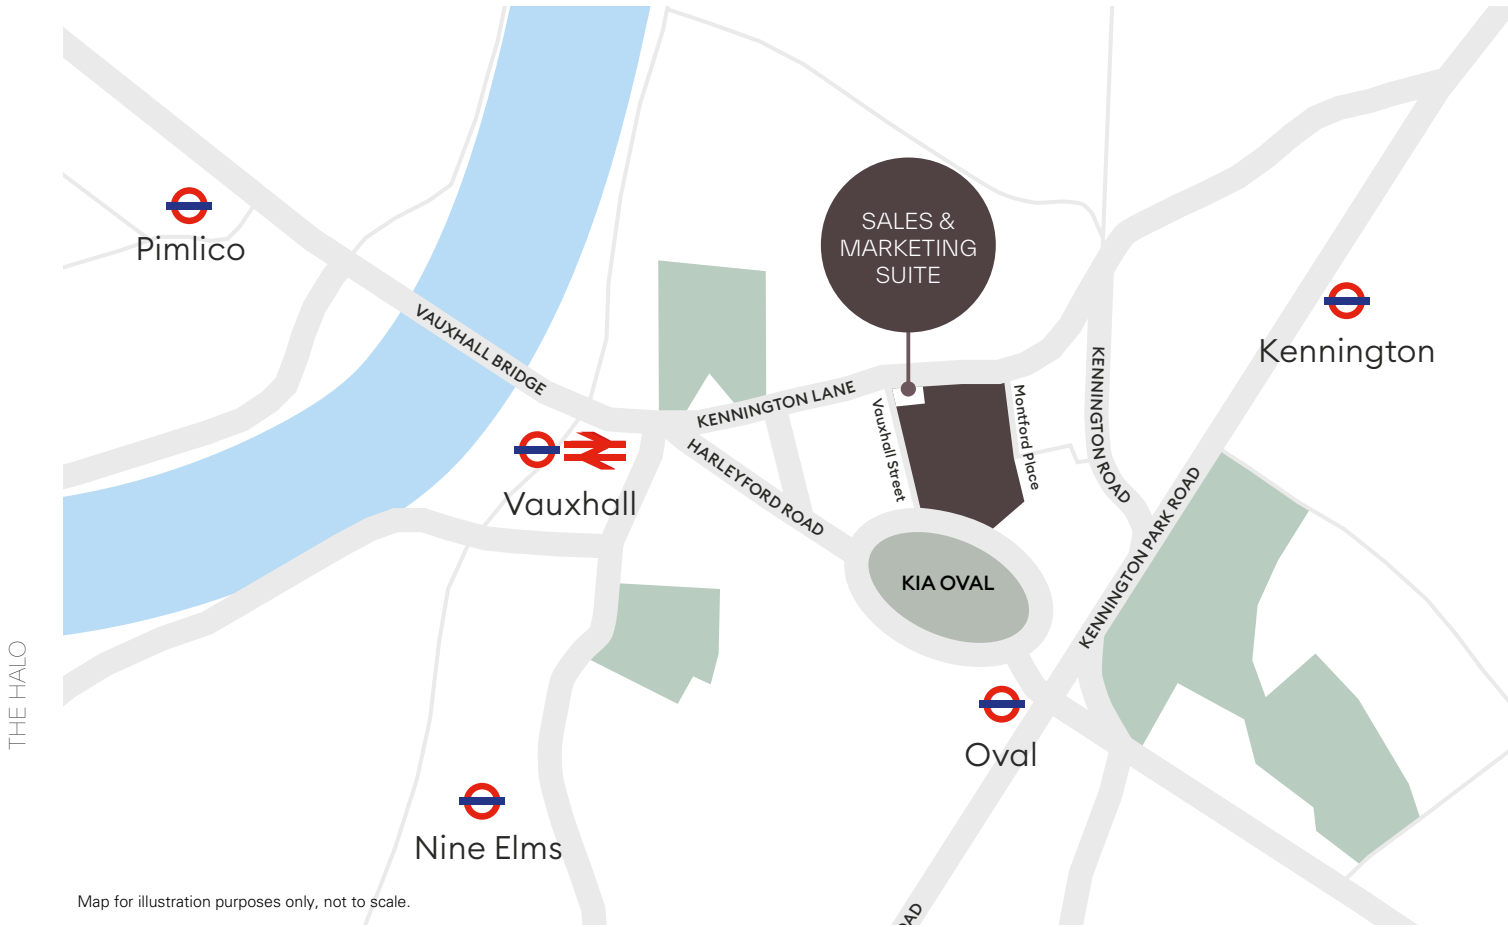 SALES &
MARKETING
SUITE
Pimlico
VAUXHALL BRIDGE
Kennington
KENNINGTON LANE
Vauxhall Street
Montford Place
KENNINGTON ROAD
HARLEYFORD ROAD
Vauxhall
KENNINGTON PARK ROAD
KIA OVAL
THE HALO
Oval
Nine Elms
Map for illustration purposes only, not to scale.
OAD